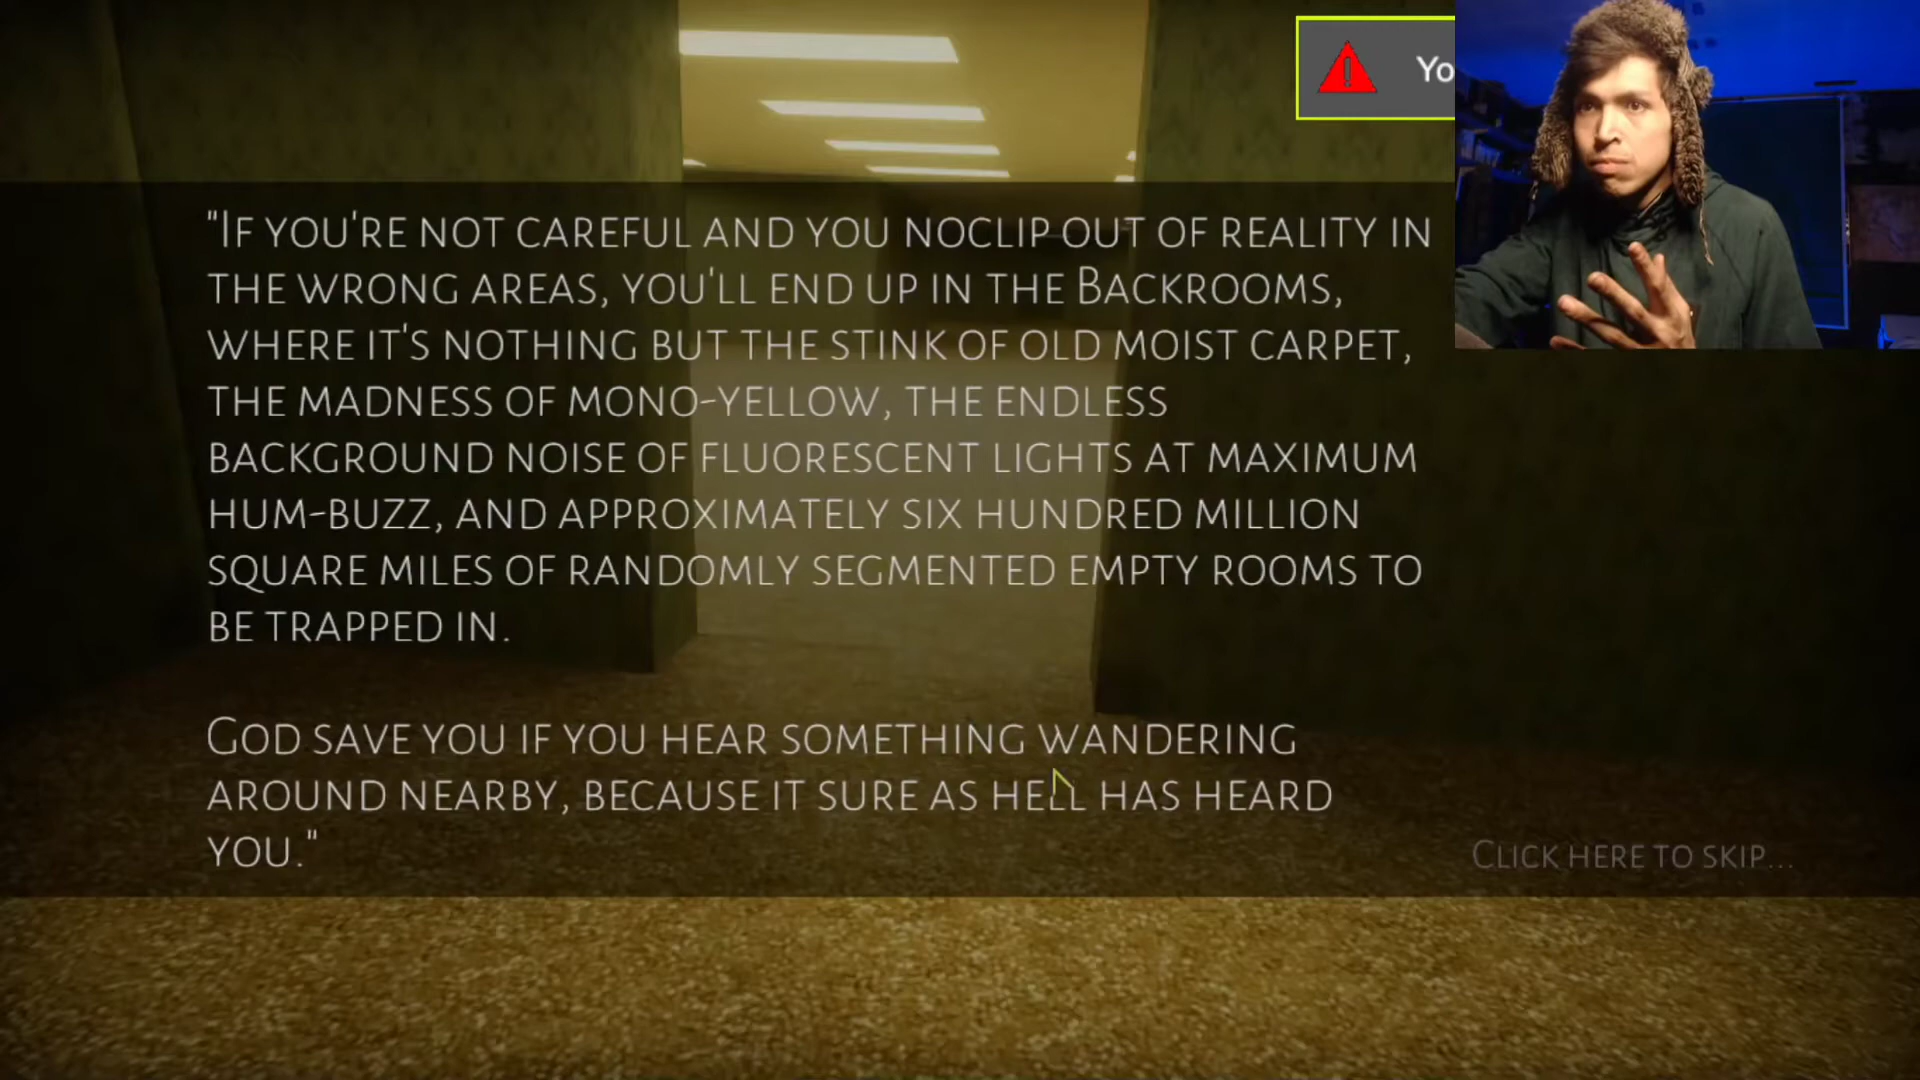 Yo
"If you're not careful and you noclip out of reality in
the wrong areas, you'll end up in the Backrooms,
where it's nothing but the stink of old moist carpet,
the madness of mono-yellow, the endless
background noise of fluorescent lights at maximum
hum-buzz, and approximately six hundred million
square miles of randomly segmented empty rooms to
be trapped in.
God save you if you hear something wandering
around nearby, because it sure as hell has heard
you."
Click here to skip...